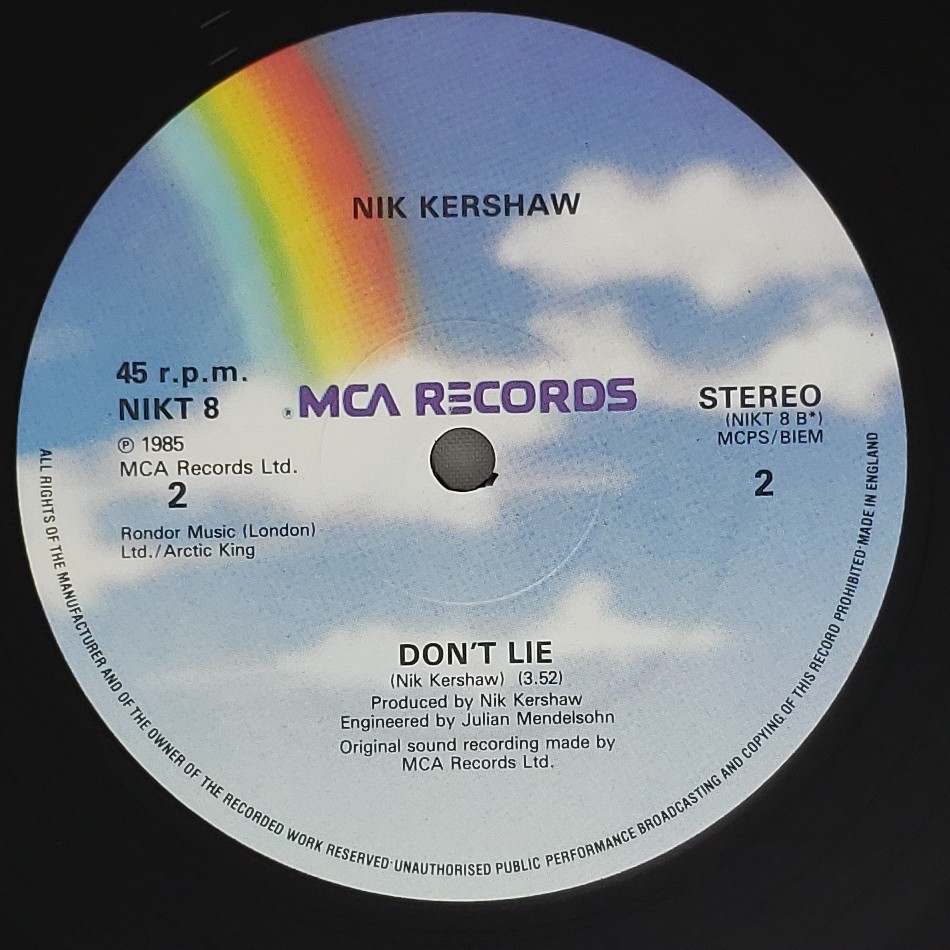 NIK KERSHAW
45 r.p.m.
NIKT 8
® MCA RECORDS
STEREO
(NIKT 8 B*)
MCPS/BIEM
℗ 1985
MCA Records Ltd.
2
2
Rondor Music (London)
Ltd./Arctic King
DON'T LIE
(Nik Kershaw) (3.52)
Produced by Nik Kershaw
Engineered by Julian Mendelsohn
Original sound recording made by
MCA Records Ltd.
ALL RIGHTS OF THE MANUFACTURER AND OF THE OWNER OF THE RECORDED WORK RESERVED·UNAUTHORISED PUBLIC PERFORMANCE BROADCASTING AND COPYING OF THIS RECORD PROHIBITED·MADE IN ENGLAND